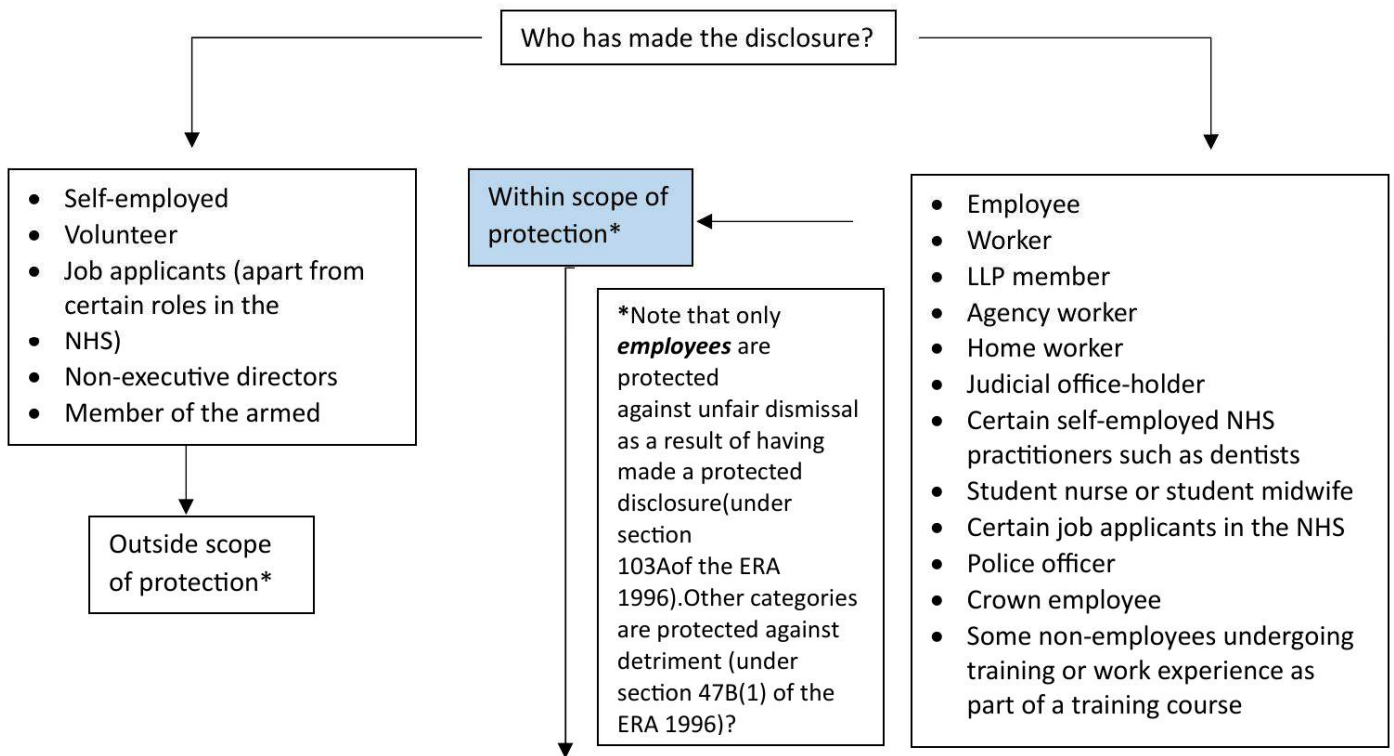 Who has made the disclosure?
• Self-employed
• Volunteer
• Job applicants (apart from
certain roles in the
• NHS)
• Non-executive directors
• Member of the armed
Outside scope
of protection*
Within scope of
protection*
*Note that only
employees are
protected
against unfair dismissal
as a result of having
made a protected
disclosure(under
section
103Aof the ERA
1996).Other categories
are protected against
detriment (under
section 47B(1) of the
ERA 1996)?
• Employee
• Worker
• LLP member
• Agency worker
• Home worker
• Judicial office-holder
• Certain self-employed NHS
practitioners such as dentists
• Student nurse or student midwife
• Certain job applicants in the NHS
• Police officer
• Crown employee
• Some non-employees undergoing
training or work experience as
part of a training course